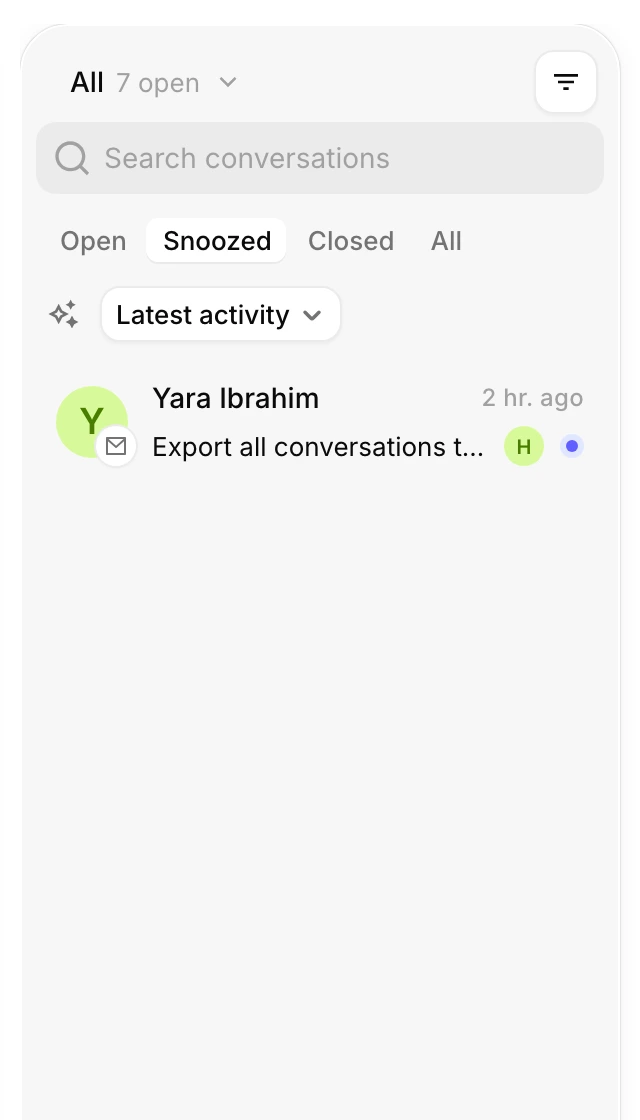 All 7 open
Search conversations
Open Snoozed Closed All
Latest activity
Y
Yara Ibrahim 2 hr. ago
Export all conversations t... H